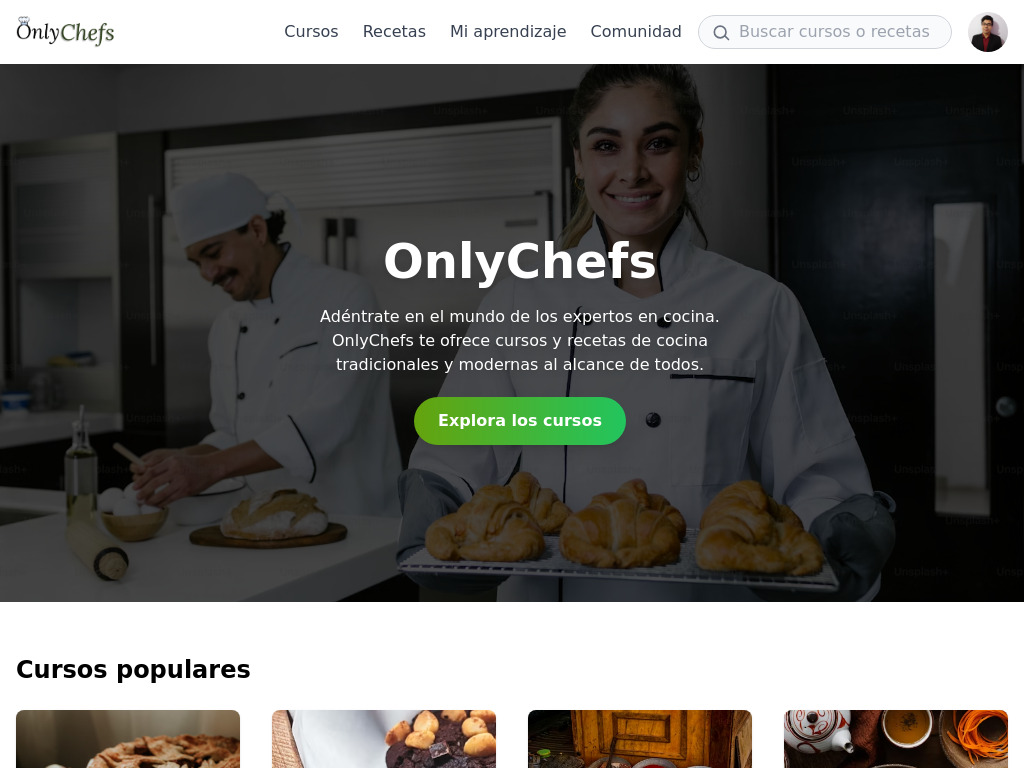 OnlyChefs
Cursos
Recetas
Mi aprendizaje
Comunidad
Buscar cursos o recetas
OnlyChefs
Adéntrate en el mundo de los expertos en cocina.
OnlyChefs te ofrece cursos y recetas de cocina
tradicionales y modernas al alcance de todos.
Explora los cursos
Unsplash+
Cursos populares